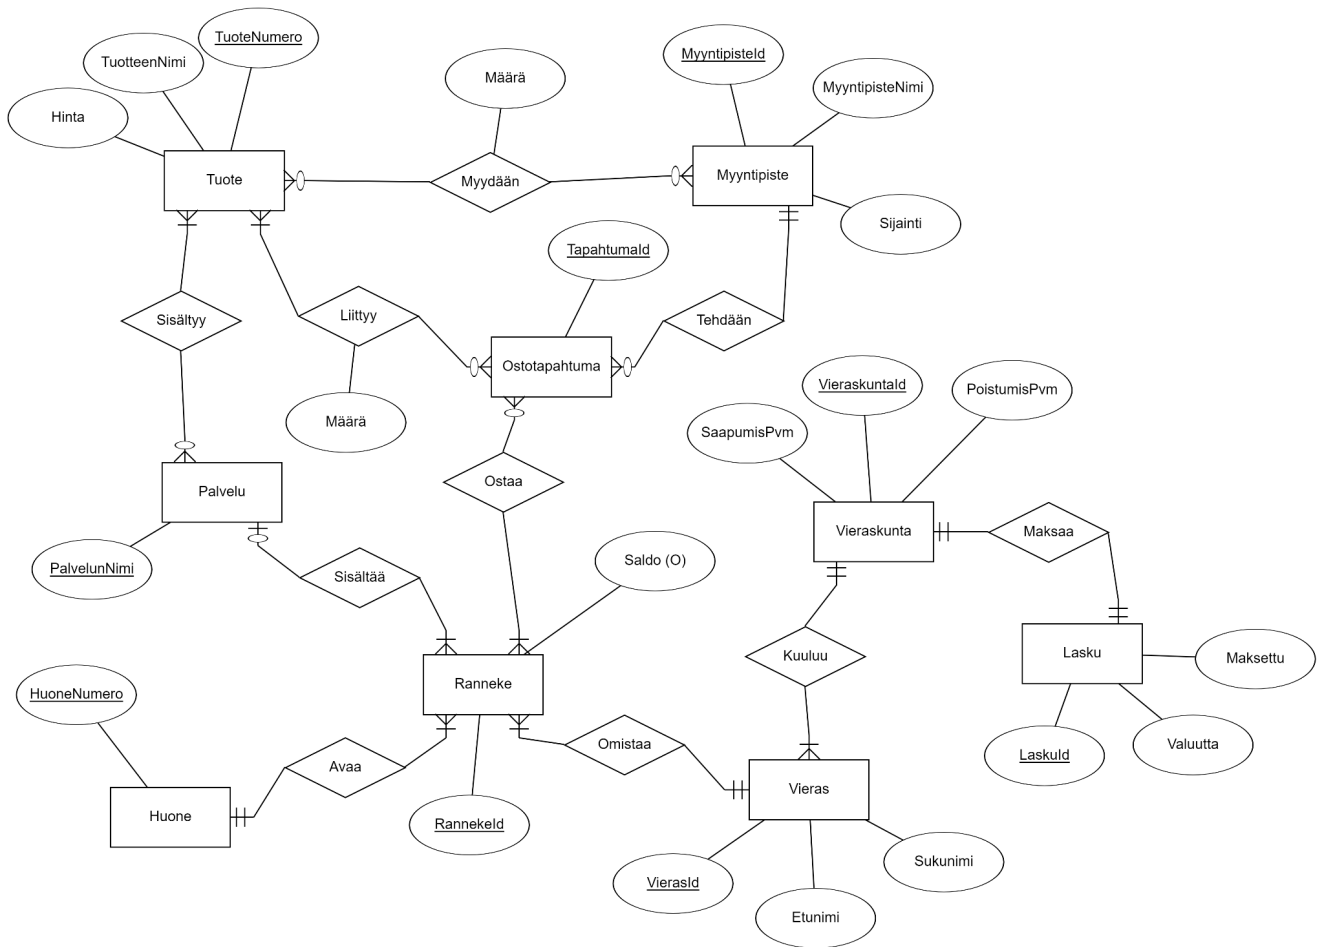 TuoteNumero
TuotteenNimi
Hinta
Määrä
MyyntipisteId
MyyntipisteNimi
Tuote
Myydään
Myyntipiste
Sijainti
TapahtumaId
Sisältyy
Liittyy
Tehdään
Ostotapahtuma
Määrä
VieraskuntaId
PoistumisPvm
SaapumisPvm
Palvelu
Ostaa
Vieraskunta
Maksaa
PalvelunNimi
Sisältää
Saldo (O)
Kuuluu
Lasku
Maksettu
HuoneNumero
Ranneke
Omistaa
Valuutta
LaskuId
Avaa
Vieras
Huone
RannekeId
Sukunimi
VierasId
Etunimi